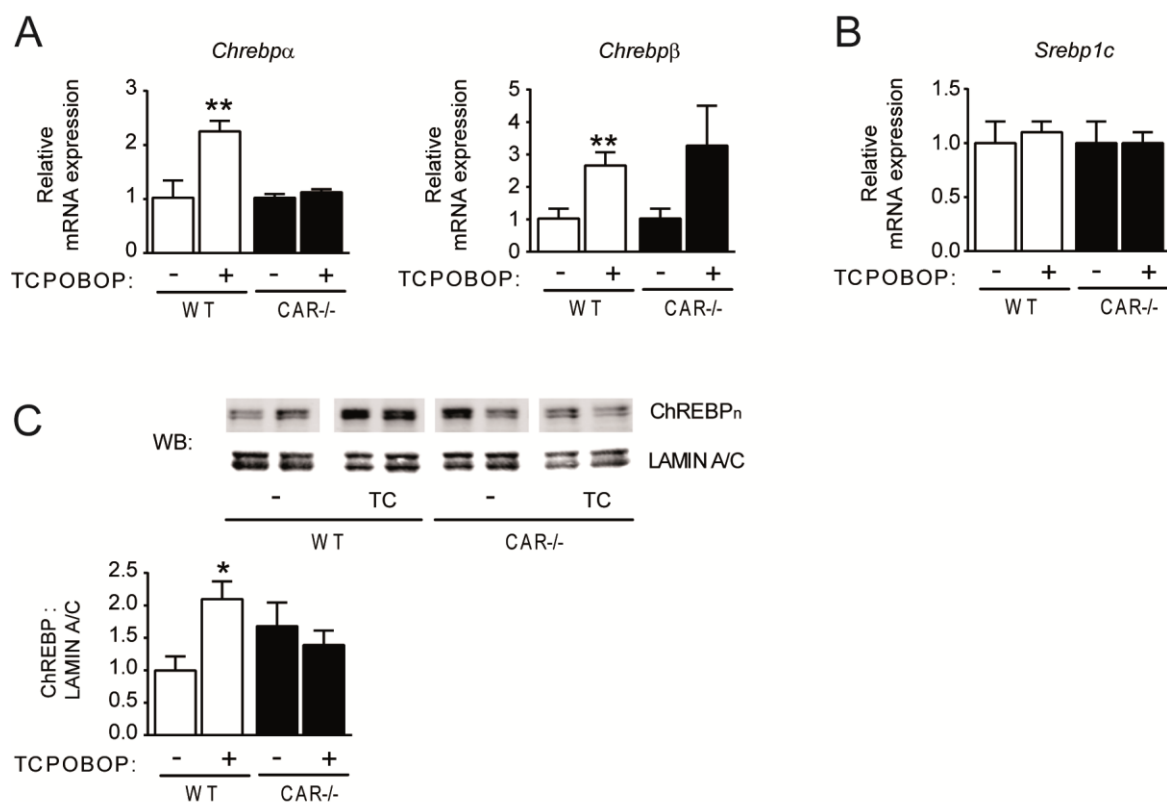 A
B
Chrebpα
Chrebpβ
Srebp1c
Relative
mRNA expression
3
2
1
0
**
TCPOBOP:
- + - +
WT CAR-/-
Relative
mRNA expression
5
4
3
2
1
0
**
- + - +
WT CAR-/-
Relative
mRNA expression
1.5
1.0
0.5
0.0
TCPOBOP:
- + - +
WT CAR-/-
C
WB:
ChREBPn
LAMIN A/C
- TC - TC
WT CAR-/-
ChREBP :
LAMIN A/C
2.5
2.0
1.5
1.0
0.5
0.0
*
TCPOBOP:
- + - +
WT CAR-/-